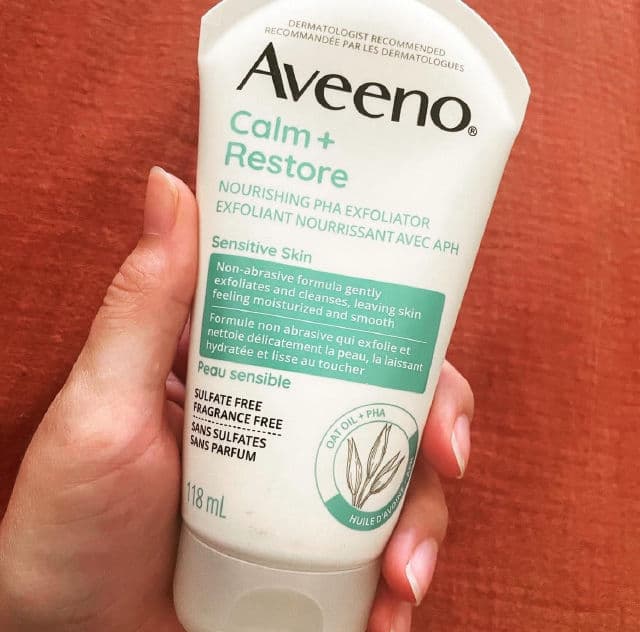 DERMATOLOGIST RECOMMENDED
RECOMMANDÉE PAR LES DERMATOLOGUES
Aveeno®
Calm +
Restore
NOURISHING PHA EXFOLIATOR
EXFOLIANT NOURRISSANT AVEC APH
Sensitive Skin
Non-abrasive formula gently
exfoliates and cleanses, leaving skin
feeling moisturized and smooth
Formule non abrasive qui exfolie et
nettoie délicatement la peau, la laissant
hydratée et lisse au toucher
Peau sensible
SULFATE FREE
FRAGRANCE FREE
SANS SULFATES
SANS PARFUM
OAT OIL + PHA
HUILE D'AVOINE
118 mL